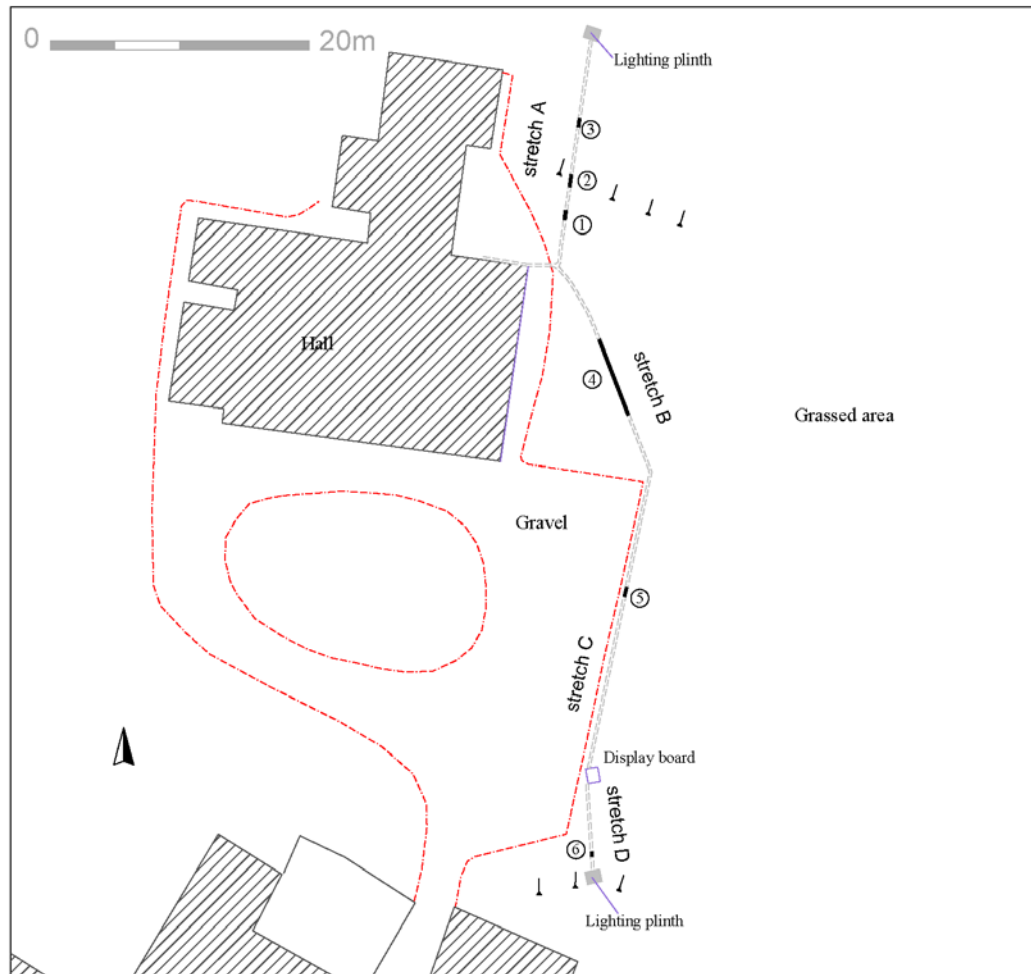 0 20m
Lighting plinth
stretch A
3
2
1
Hall
4
stretch B
Grassed area
Gravel
5
stretch C
Display board
stretch D
6
Lighting plinth